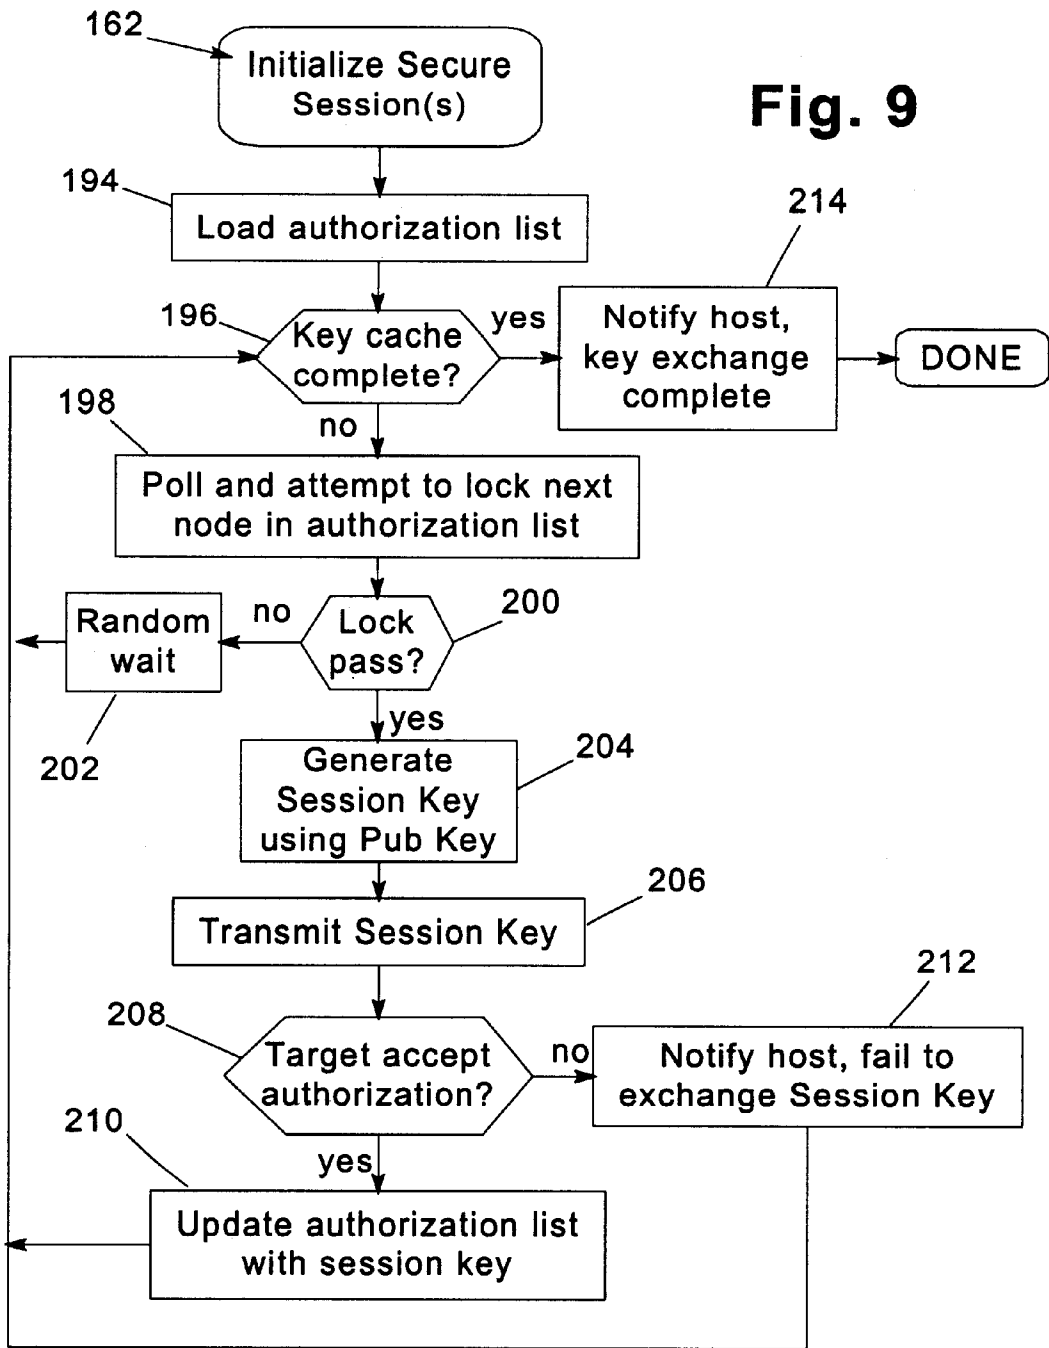 162
Initialize Secure
Session(s)
Fig. 9
194
Load authorization list
214
196
Key cache
complete?
yes
Notify host,
key exchange
complete
DONE
no
198
Poll and attempt to lock next
node in authorization list
200
Lock
pass?
no
Random
wait
202
yes
204
Generate
Session Key
using Pub Key
206
Transmit Session Key
208
Target accept
authorization?
no
212
Notify host, fail to
exchange Session Key
yes
210
Update authorization list
with session key